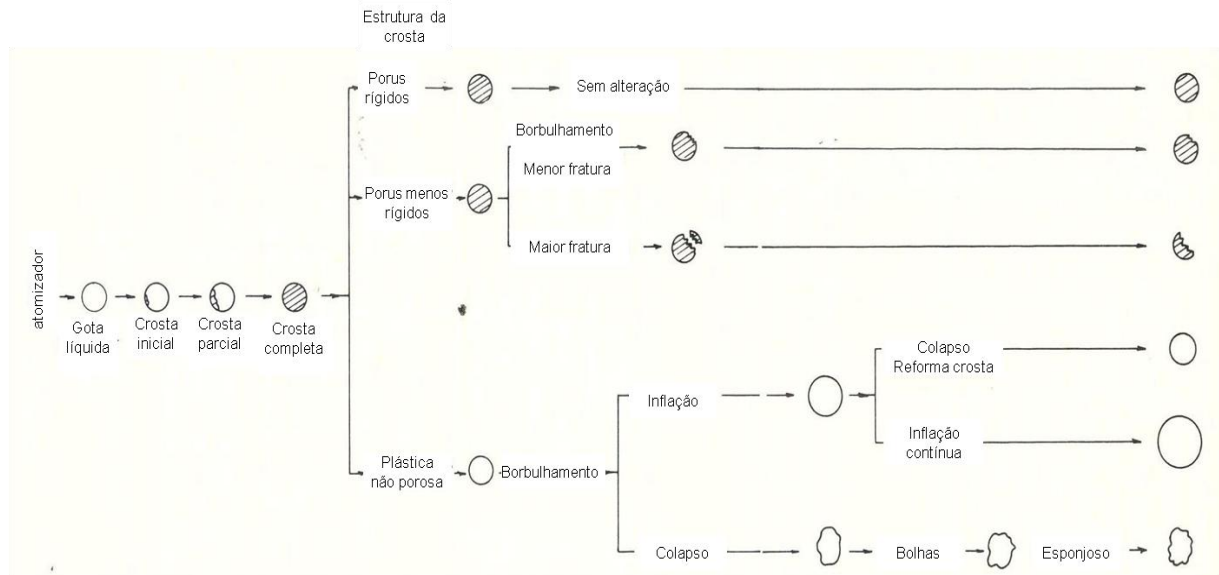 Estrutura da
crosta
Porus
rígidos
Sem alteração
Borbulhamento
Menor fratura
Porus menos
rígidos
Maior fratura
atomizador
Gota
líquida
Crosta
inicial
Crosta
parcial
Crosta
completa
Colapso
Reforma crosta
Inflação
Inflação
contínua
Plástica
não porosa
Borbulhamento
Colapso
Bolhas
Esponjoso